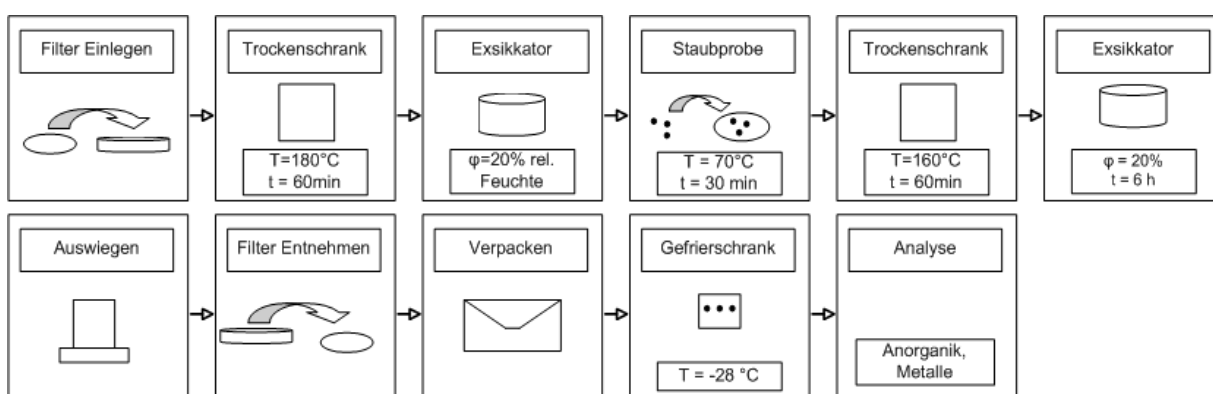 Filter Einlegen
Trockenschrank
T=180°C
t = 60min
Exsikkator
φ=20% rel.
Feuchte
Staubprobe
T = 70°C
t = 30 min
Trockenschrank
T=160°C
t = 60min
Exsikkator
φ = 20%
t = 6 h
Auswiegen
Filter Entnehmen
Verpacken
Gefrierschrank
T = -28 °C
Analyse
Anorganik,
Metalle